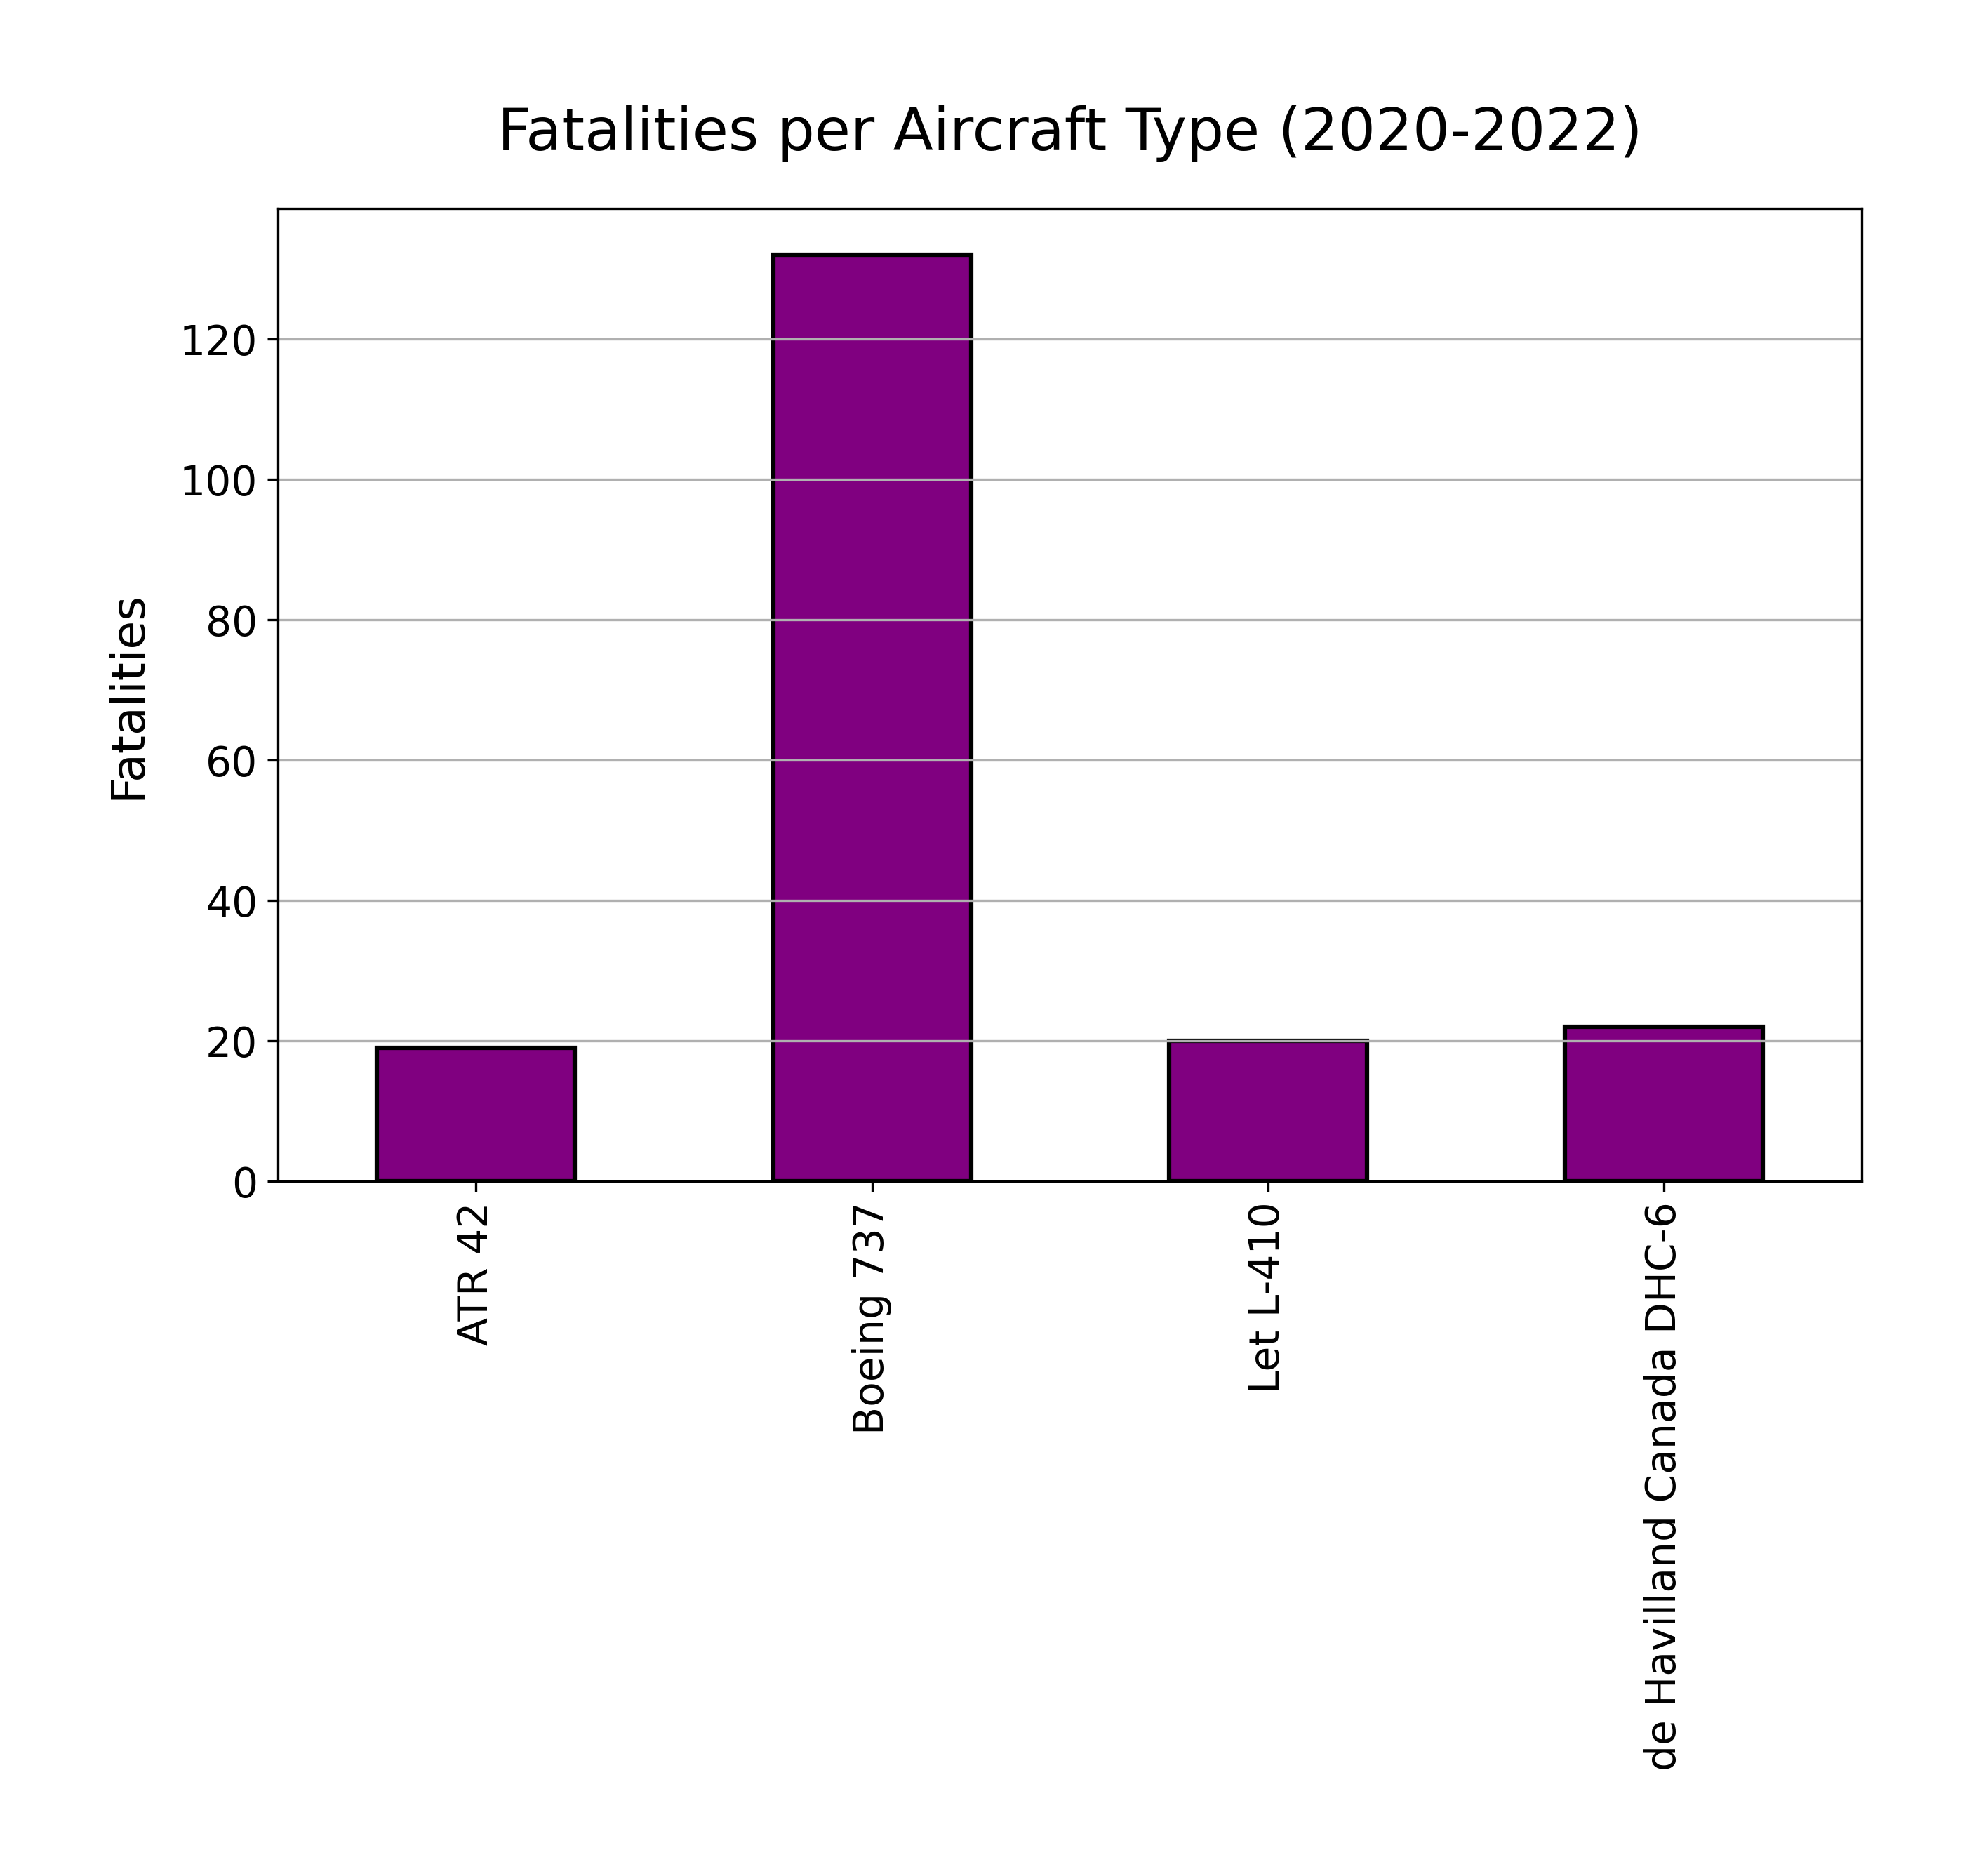 Fatalities per Aircraft Type (2020-2022)
Fatalities
120
100
80
60
40
20
0
ATR 42
Boeing 737
Let L-410
de Havilland Canada DHC-6